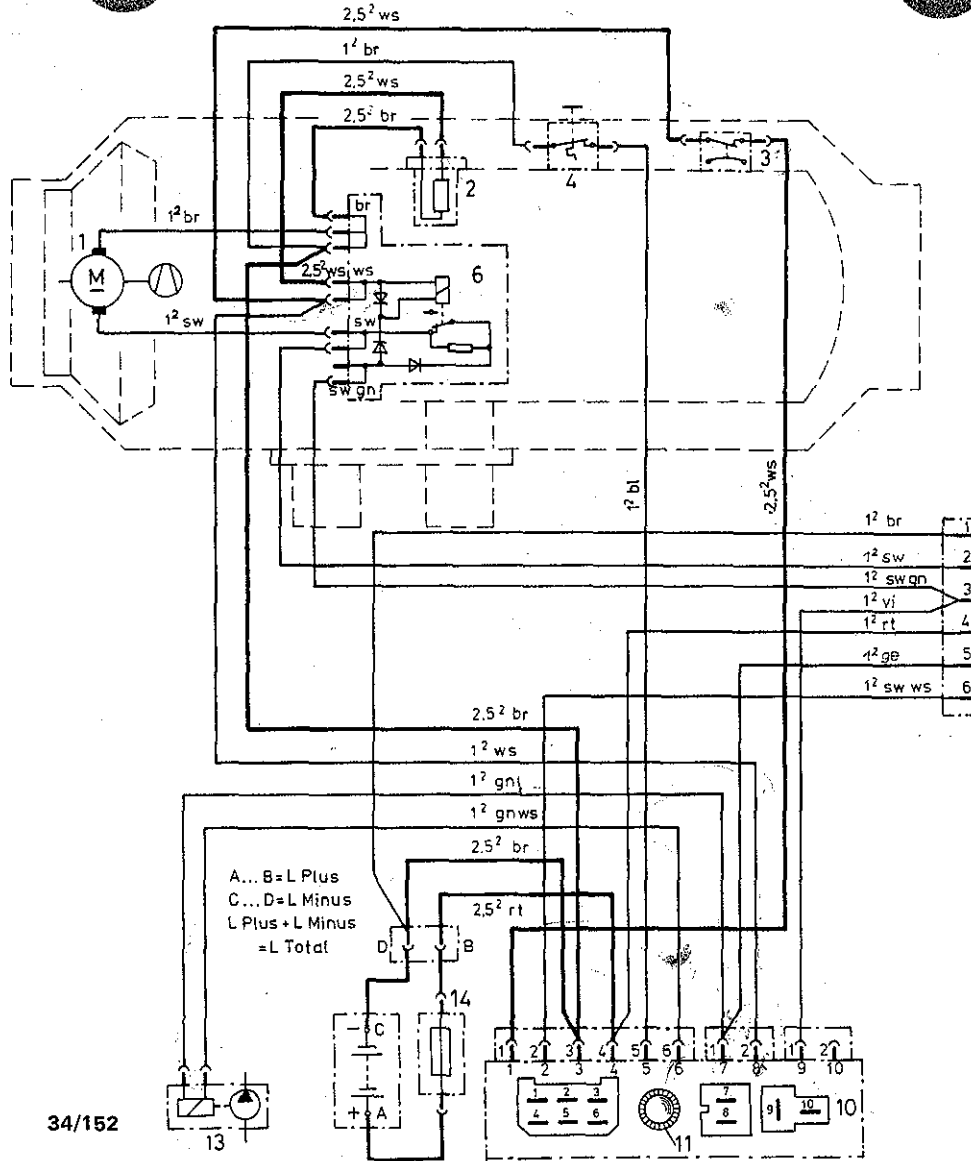 2,5² ws
1² br
2,5² ws
2,5² br
3
4
2
br
1² br
1
M
2,5² ws ws
6
1² sw
sw
sw gn
1² bl
2,5² ws
1² br 1
1² sw 2
1² sw gn
3
1² vi
1² rt 4
1² ge 5
1² sw ws 6
2,5² br
1² ws
1² gn
1² gnws
2,5² br
A... B = L Plus
C... D = L Minus
L Plus + L Minus
= L Total
2,5² rt
D B
14
- C
+ A
1 2 3 4 5 6 1 2 1 2
1 2 3 4 5 6 7 8 9 10
1 2 3 7
4 5 6 8 9 10 10
11
34/152
13